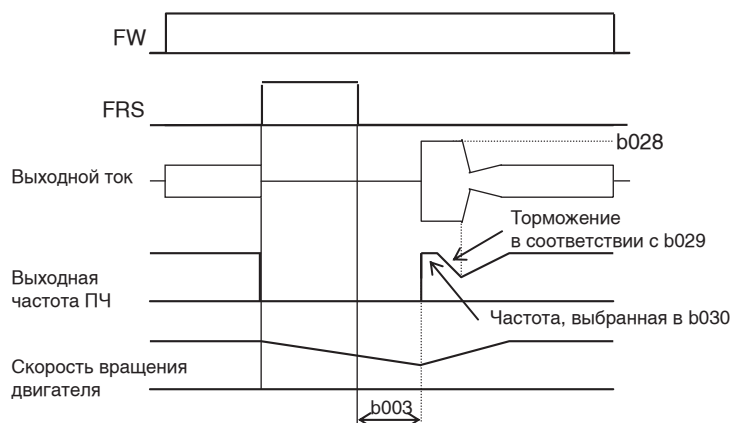 FW
FRS
b028
Выходной ток
Торможение
в соответствии с b029
Выходная
частота ПЧ
Частота, выбранная в b030
Скорость вращения
двигателя
b003